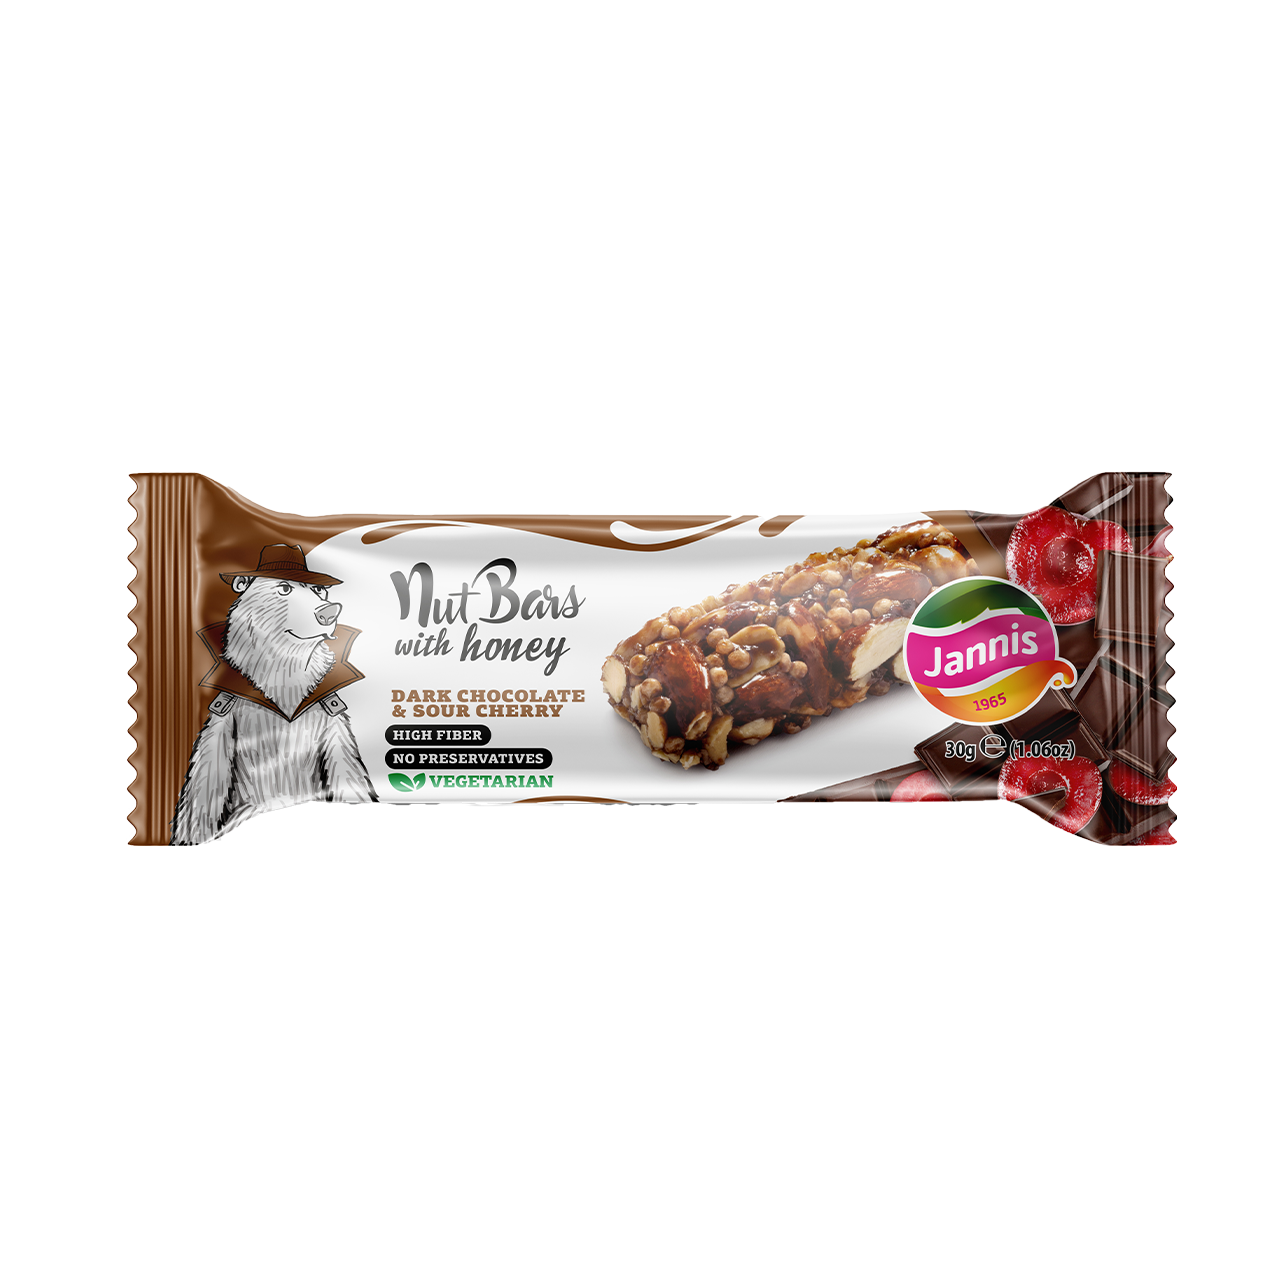 Nut Bars
with honey
DARK CHOCOLATE
& SOUR CHERRY
HIGH FIBER
NO PRESERVATIVES
VEGETARIAN
Jannis
1965
30g ℮ (1.06oz)